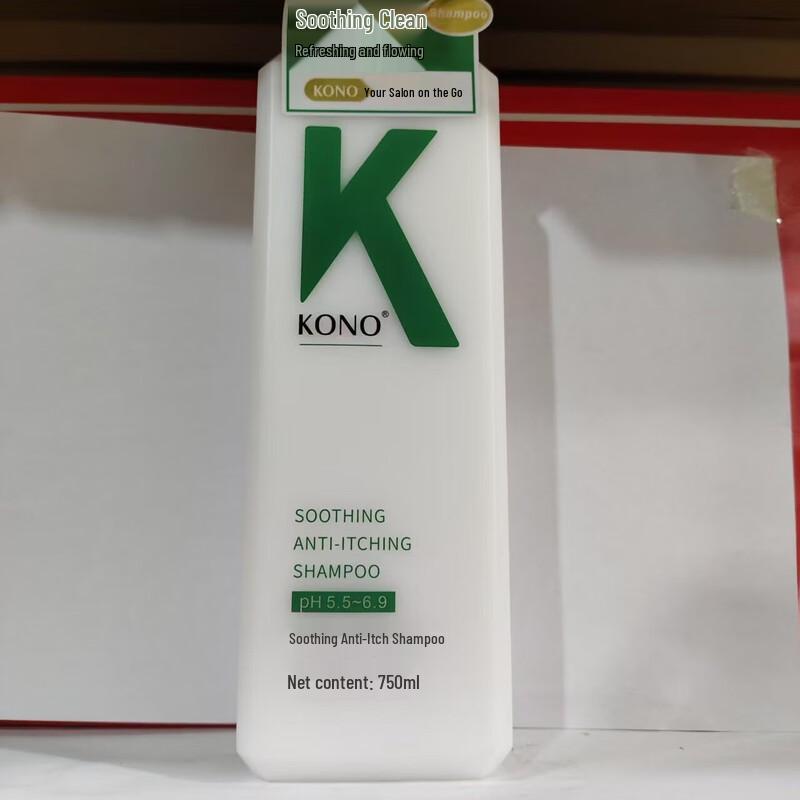 Soothing Clean
Shampoo
Refreshing and flowing
KONO Your Salon on the Go
K
KONO®
SOOTHING
ANTI-ITCHING
SHAMPOO
pH 5.5~6.9
Soothing Anti-Itch Shampoo
Net content: 750ml